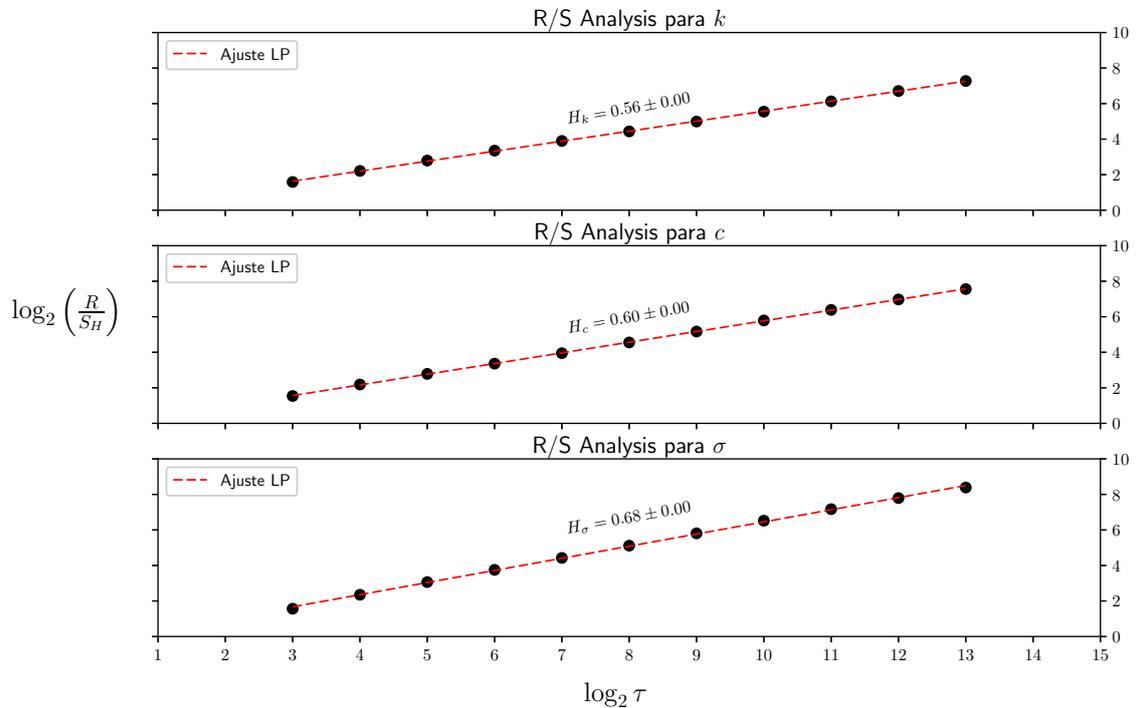 R/S Analysis para k
Ajuste LP
H_k = 0.56 ± 0.00
10
8
6
4
2
0
R/S Analysis para c
Ajuste LP
H_c = 0.60 ± 0.00
10
8
6
4
2
0
log₂ (R/S_H)
R/S Analysis para σ
Ajuste LP
H_σ = 0.68 ± 0.00
10
8
6
4
2
0
1 2 3 4 5 6 7 8 9 10 11 12 13 14 15
log₂ τ